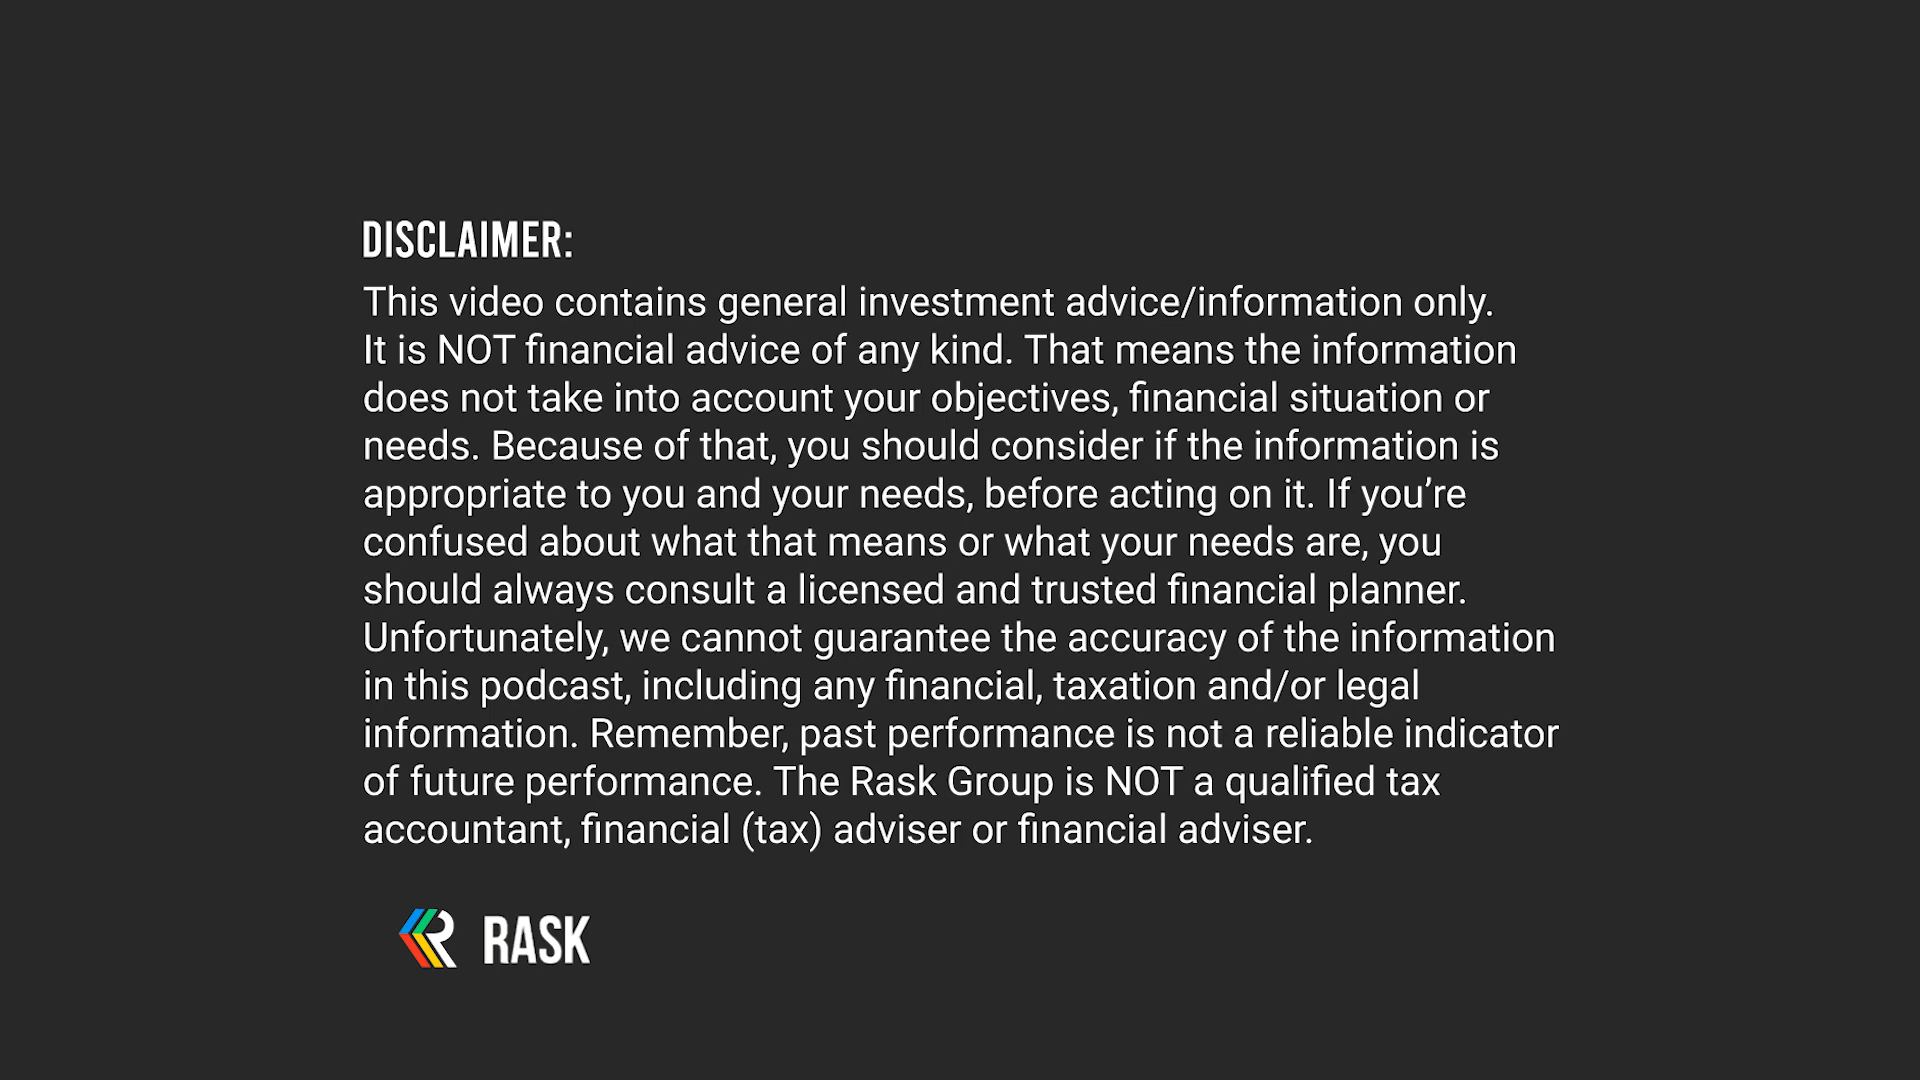 DISCLAIMER:
This video contains general investment advice/information only.
It is NOT financial advice of any kind. That means the information
does not take into account your objectives, financial situation or
needs. Because of that, you should consider if the information is
appropriate to you and your needs, before acting on it. If you’re
confused about what that means or what your needs are, you
should always consult a licensed and trusted financial planner.
Unfortunately, we cannot guarantee the accuracy of the information
in this podcast, including any financial, taxation and/or legal
information. Remember, past performance is not a reliable indicator
of future performance. The Rask Group is NOT a qualified tax
accountant, financial (tax) adviser or financial adviser.
RASK